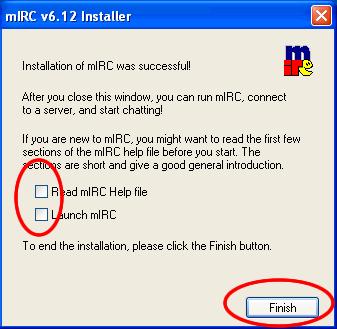 mIRC v6.12 Installer
Installation of mIRC was successful!
After you close this window, you can run mIRC, connect
to a server, and start chatting!
If you are new to mIRC, you might want to read the first few
sections of the mIRC help file before you start. The
sections are short and give a good general introduction.
Read mIRC Help file
Launch mIRC
To end the installation, please click the Finish button.
Finish